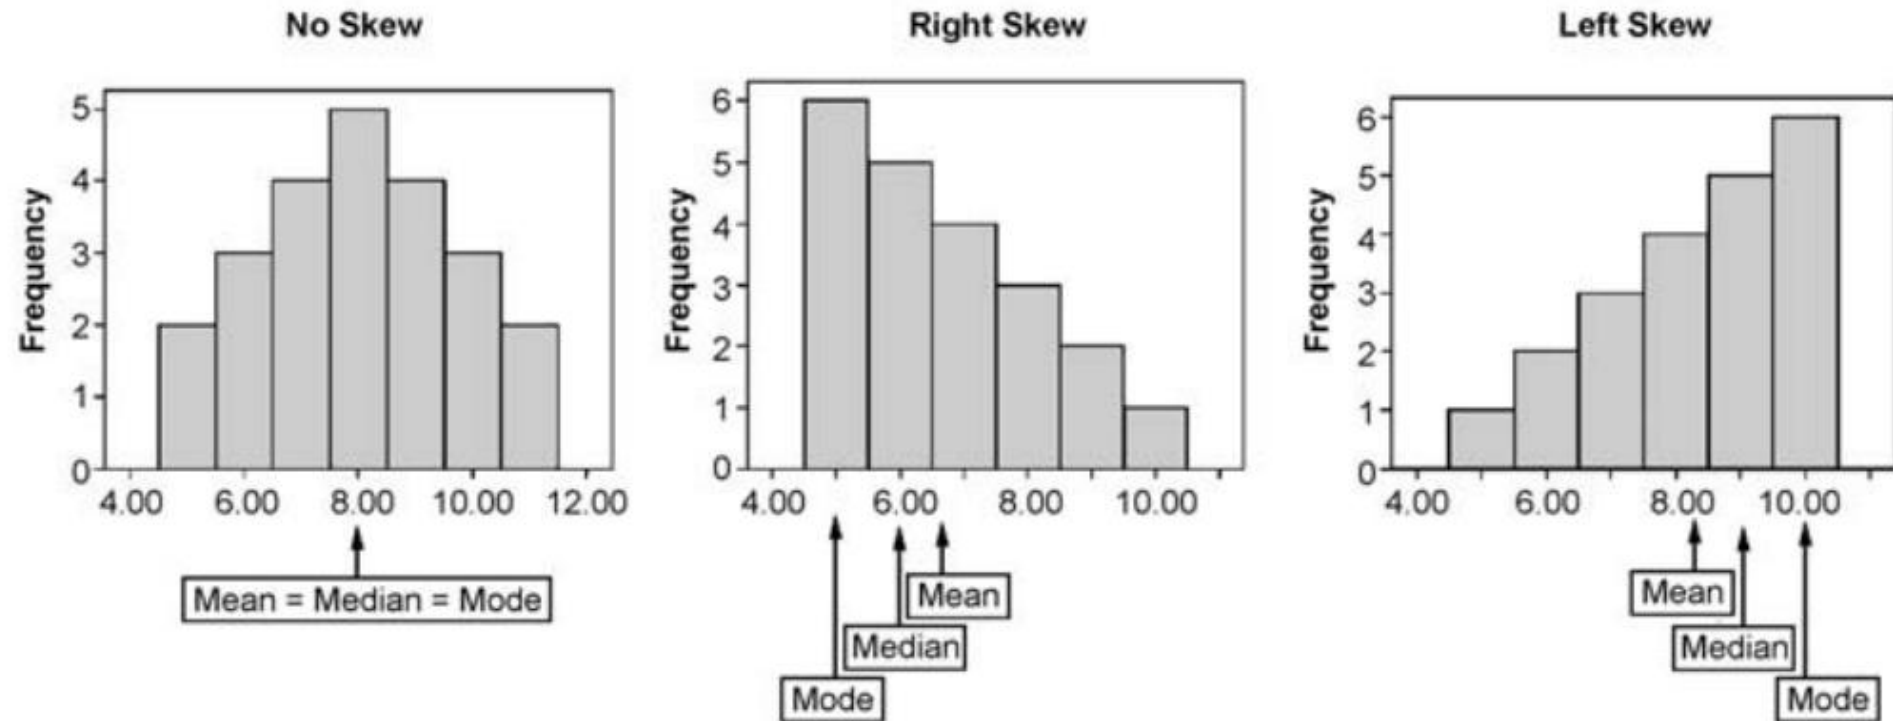 No Skew
Frequency
5
4
3
2
1
0
4.00 6.00 8.00 10.00 12.00
Mean = Median = Mode
Right Skew
Frequency
6
5
4
3
2
1
0
4.00 6.00 8.00 10.00
Mean
Median
Mode
Left Skew
Frequency
6
5
4
3
2
1
0
4.00 6.00 8.00 10.00
Mean
Median
Mode